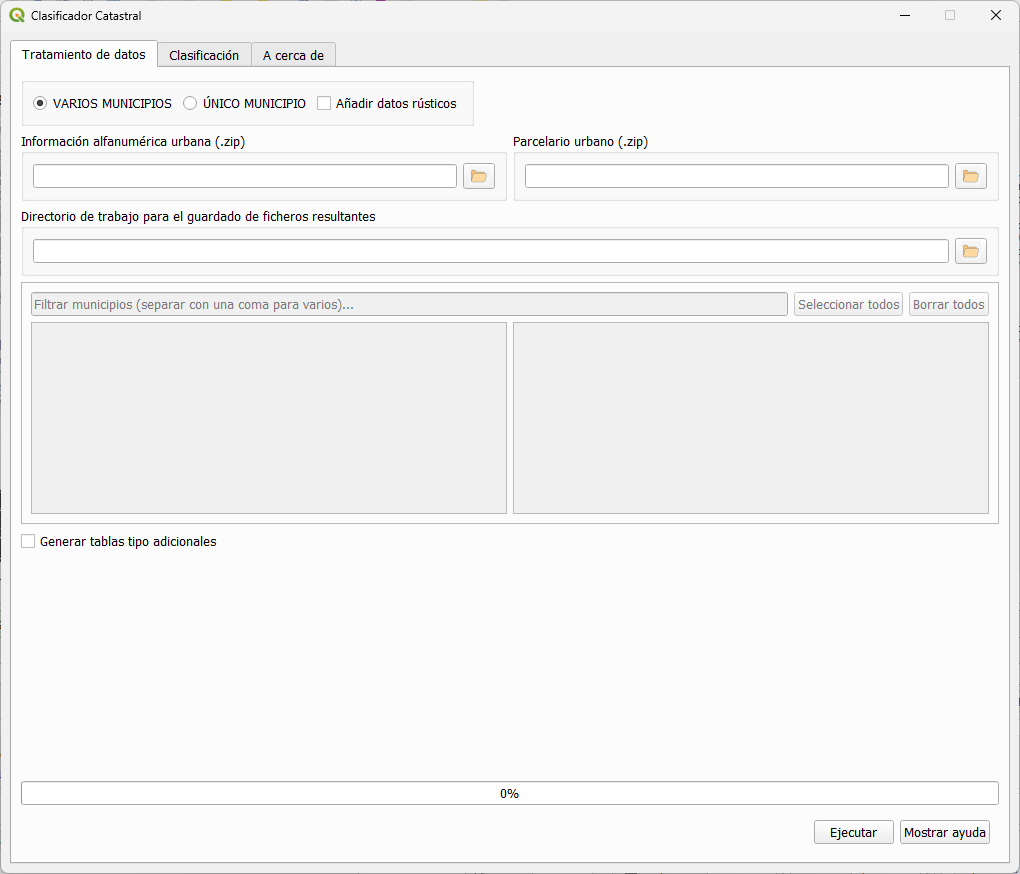 Clasificador Catastral
Tratamiento de datos Clasificación A cerca de
VARIOS MUNICIPIOS ÚNICO MUNICIPIO Añadir datos rústicos
Información alfanumérica urbana (.zip) Parcelario urbano (.zip)
Directorio de trabajo para el guardado de ficheros resultantes
Filtrar municipios (separar con una coma para varios)... Seleccionar todos Borrar todos
Generar tablas tipo adicionales
0%
Ejecutar Mostrar ayuda